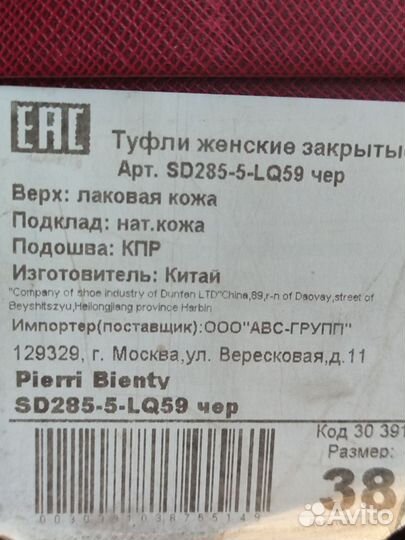 EAC
Туфли женские закрытые
Арт. SD285-5-LQ59 чер
Верх: лаковая кожа
Подклад: нат.кожа
Подошва: КПР
Изготовитель: Китай
"Company of shoe industry of Dunfan LTD"China,89,r-n of Daovay,street of
Beyshitszyu,Heilongjiang province Harbin
Импортер(поставщик):ООО"АВС-ГРУПП"
129329, г. Москва,ул. Вересковая,д.11
Pierri Bienty
SD285-5-LQ59 чер
Код 30 391
Размер:
38
Avito